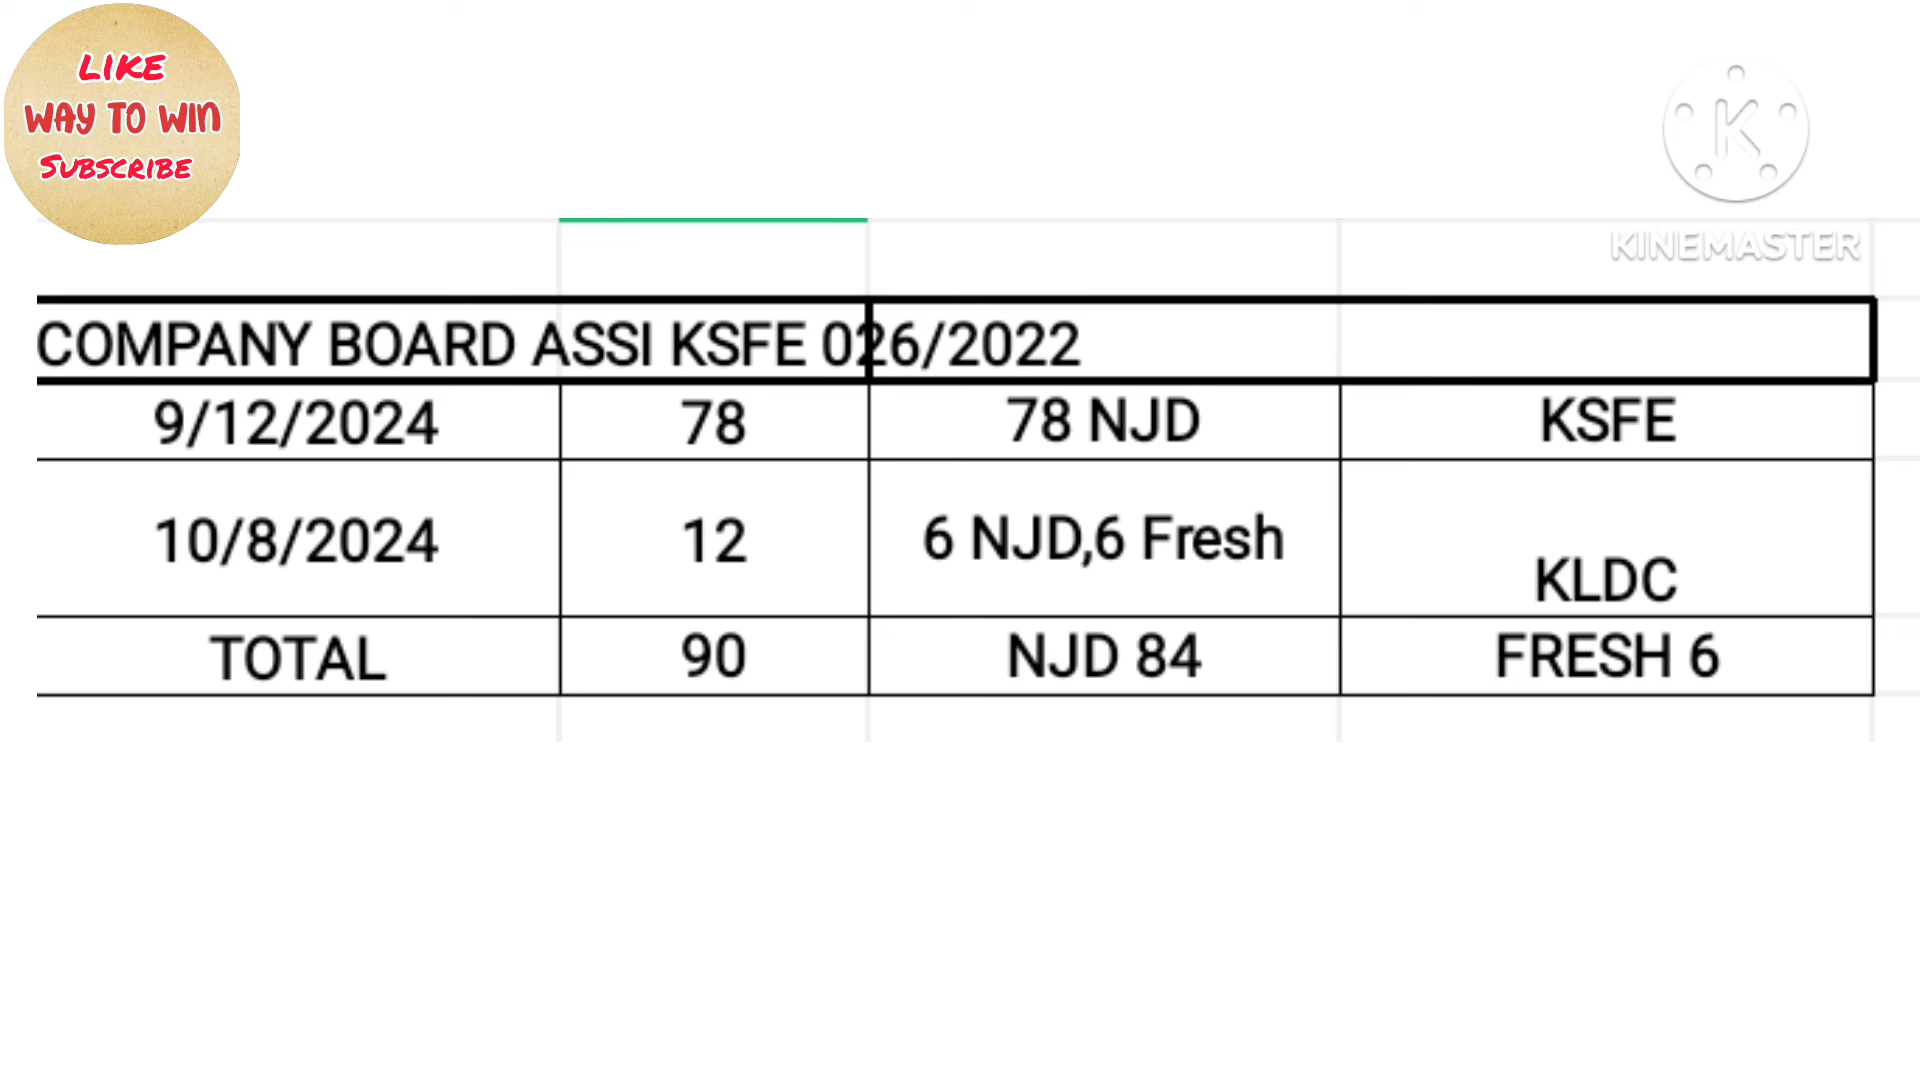 LIKE
WAY TO WIN
SUBSCRIBE
K
KINEMASTER
COMPANY BOARD ASSI KSFE 026/2022
9/12/2024 78 78 NJD KSFE
10/8/2024 12 6 NJD,6 Fresh KLDC
TOTAL 90 NJD 84 FRESH 6